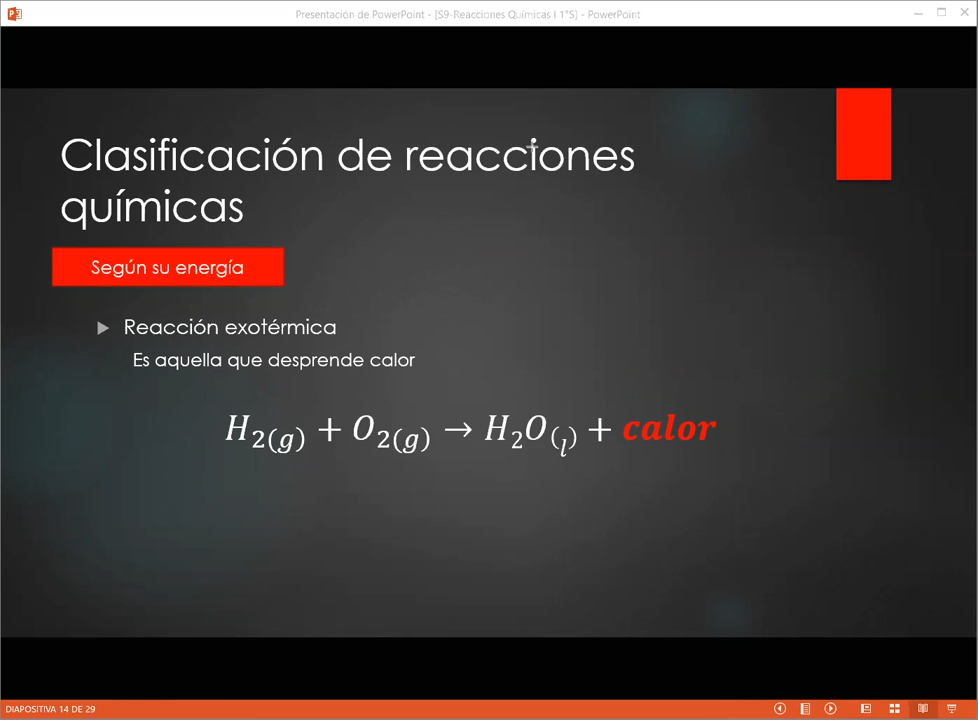 Presentación de PowerPoint - [S9-Reacciones Químicas I 1°S] - PowerPoint
Clasificación de reacciones
químicas
Según su energía
Reacción exotérmica
Es aquella que desprende calor
H₂(g) + O₂(g) → H₂O(l) + calor
DIAPOSITIVA 14 DE 29